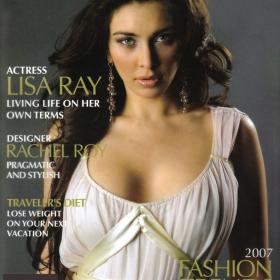 ACTRESS
LISA RAY
LIVING LIFE ON HER
OWN TERMS
DESIGNER
RACHEL ROY
PRAGMATIC
AND STYLISH
TRAVELER'S DIET
LOSE WEIGHT
ON YOUR NEXT
VACATION
2007
FASHION